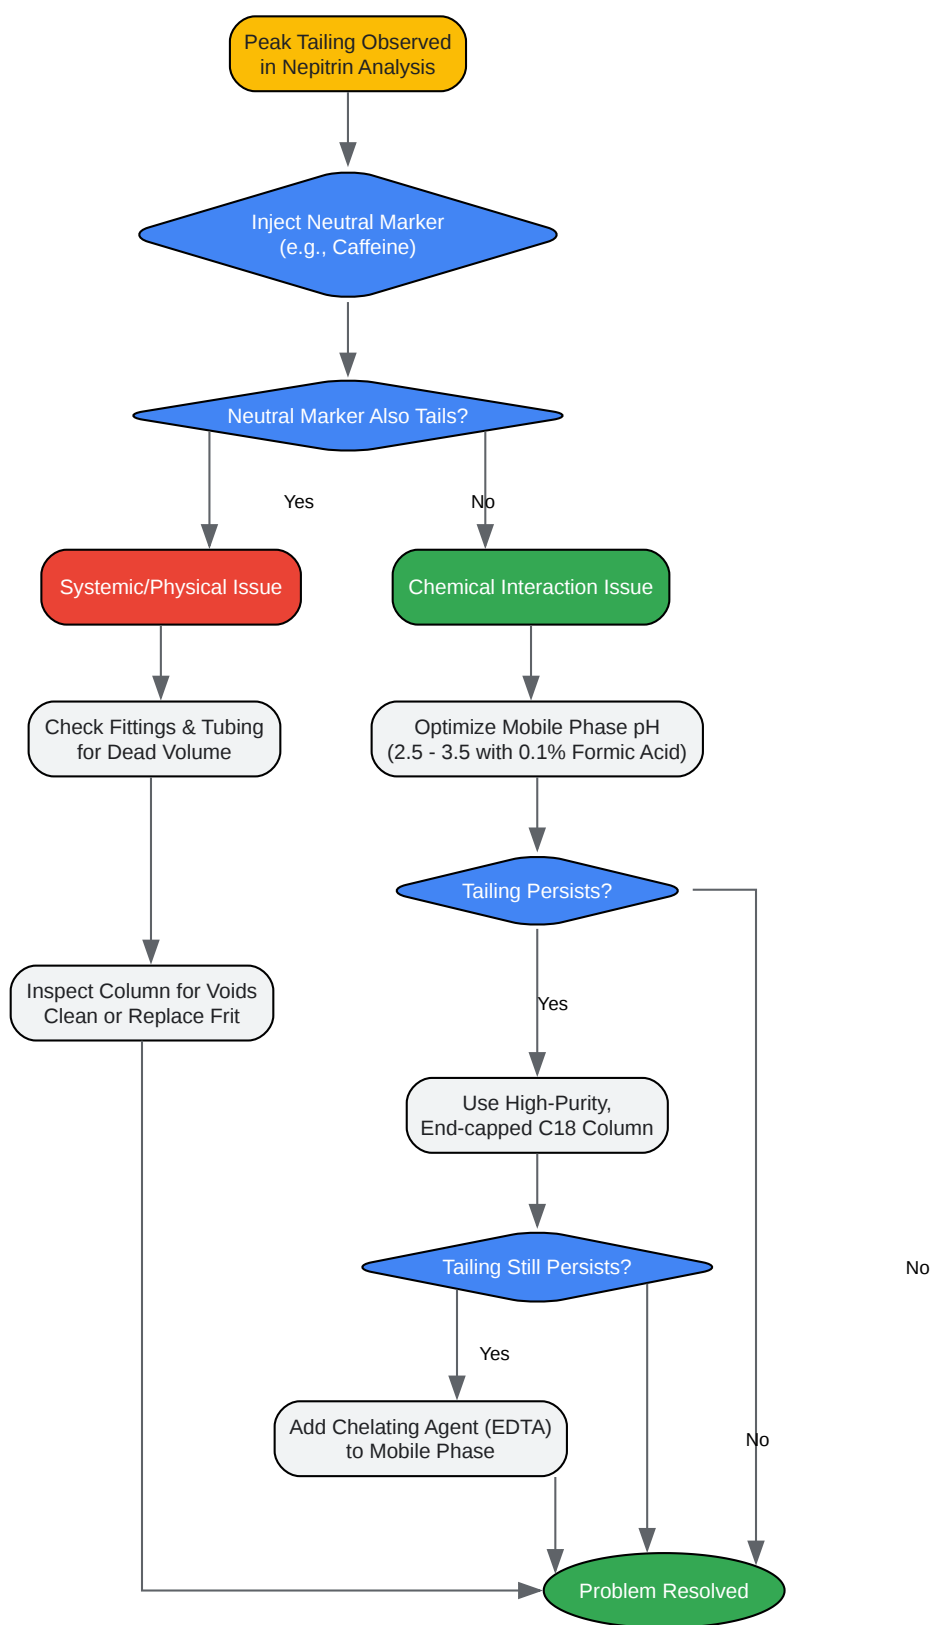 Peak Tailing Observed
in Nepitrin Analysis
Inject Neutral Marker
(e.g., Caffeine)
Neutral Marker Also Tails?
Yes
No
Systemic/Physical Issue
Chemical Interaction Issue
Check Fittings & Tubing
for Dead Volume
Optimize Mobile Phase pH
(2.5 - 3.5 with 0.1% Formic Acid)
Tailing Persists?
Inspect Column for Voids
Clean or Replace Frit
Yes
Use High-Purity,
End-capped C18 Column
Tailing Still Persists?
No
Yes
Add Chelating Agent (EDTA)
to Mobile Phase
No
Problem Resolved